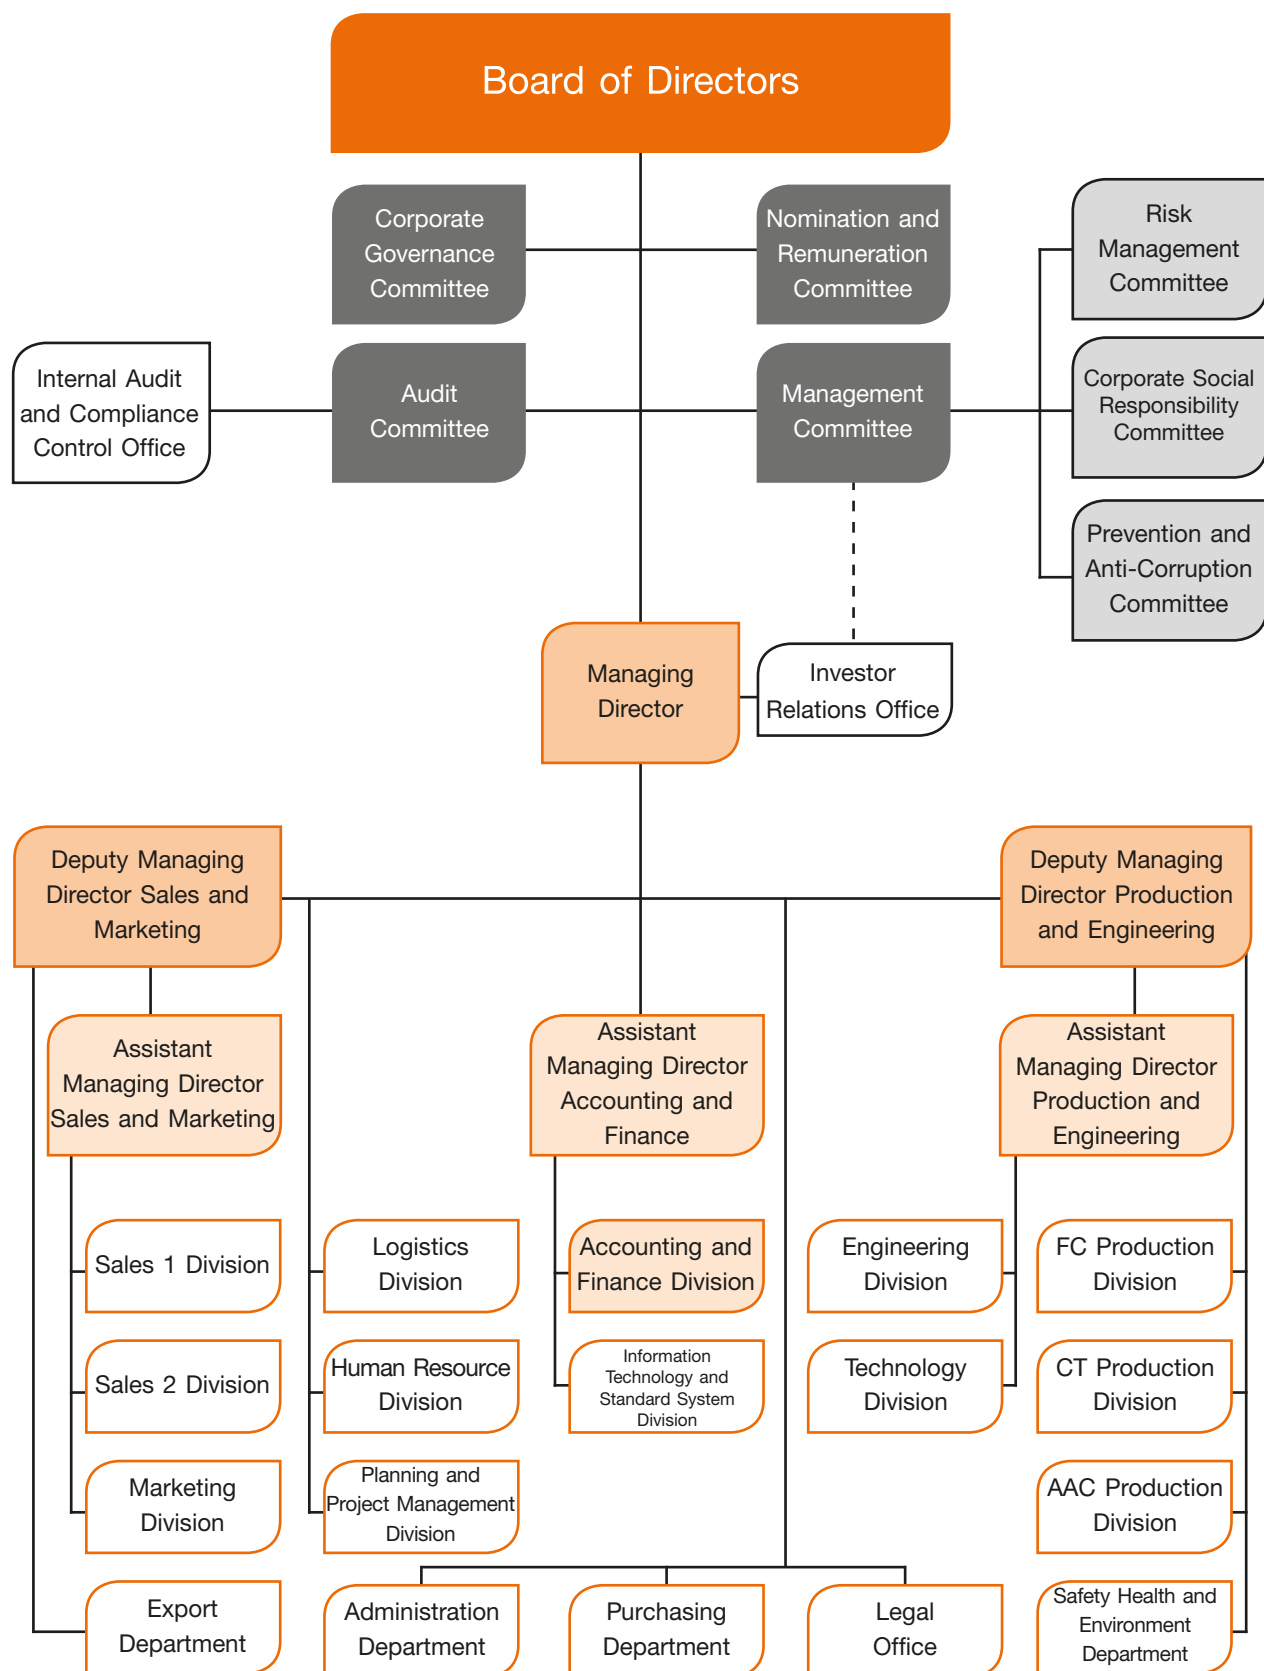 Board of Directors
Corporate
Governance
Committee
Nomination and
Remuneration
Committee
Risk
Management
Committee
Internal Audit
and Compliance
Control Office
Audit
Committee
Management
Committee
Corporate Social
Responsibility
Committee
Prevention and
Anti-Corruption
Committee
Managing
Director
Investor
Relations Office
Deputy Managing
Director Sales and
Marketing
Deputy Managing
Director Production
and Engineering
Assistant
Managing Director
Sales and Marketing
Assistant
Managing Director
Accounting and
Finance
Assistant
Managing Director
Production and
Engineering
Sales 1 Division
Logistics
Division
Accounting and
Finance Division
Engineering
Division
FC Production
Division
Sales 2 Division
Human Resource
Division
Information
Technology and
Standard System
Division
Technology
Division
CT Production
Division
Marketing
Division
Planning and
Project Management
Division
AAC Production
Division
Export
Department
Administration
Department
Purchasing
Department
Legal
Office
Safety Health and
Environment
Department